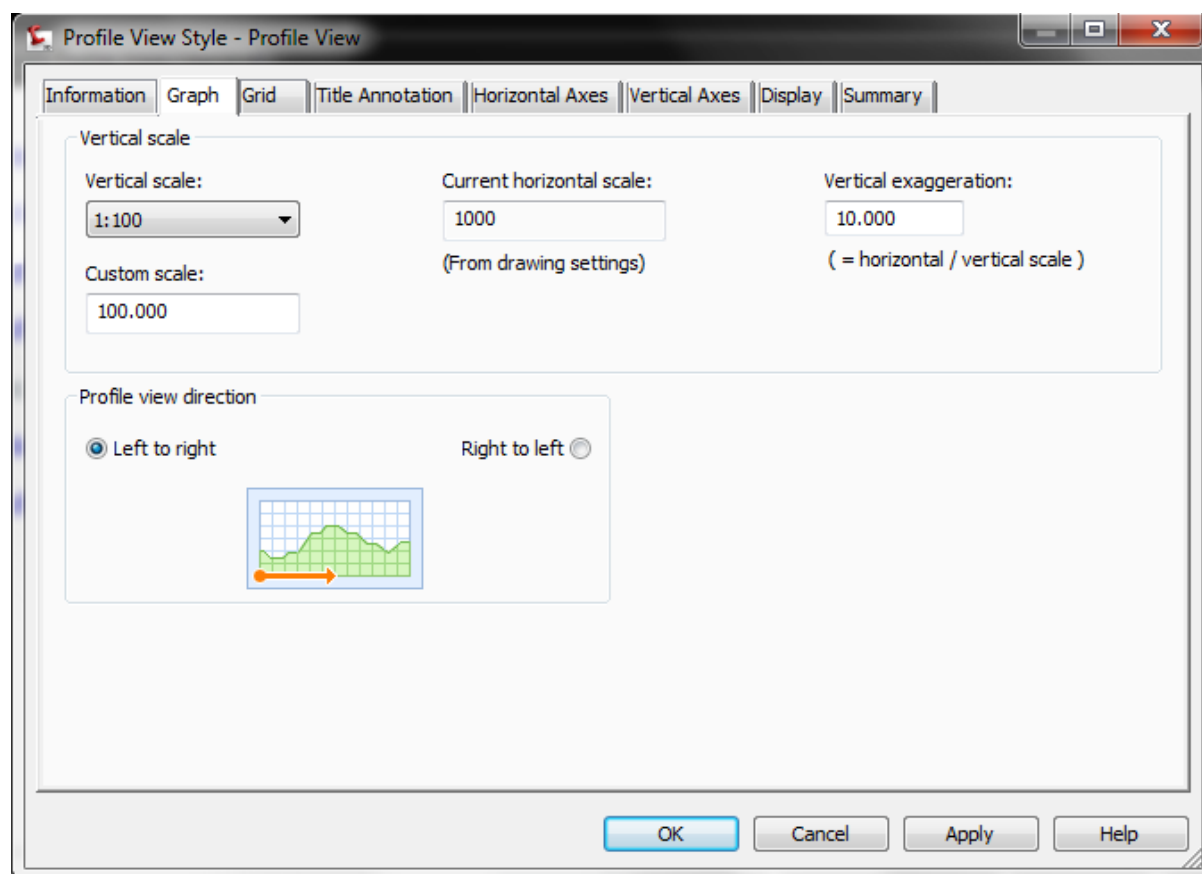 Profile View Style - Profile View
Information Graph Grid Title Annotation Horizontal Axes Vertical Axes Display Summary
Vertical scale
Vertical scale: Current horizontal scale: Vertical exaggeration:
1:100 1000 10.000
(From drawing settings) ( = horizontal / vertical scale )
Custom scale:
100.000
Profile view direction
Left to right Right to left
OK Cancel Apply Help